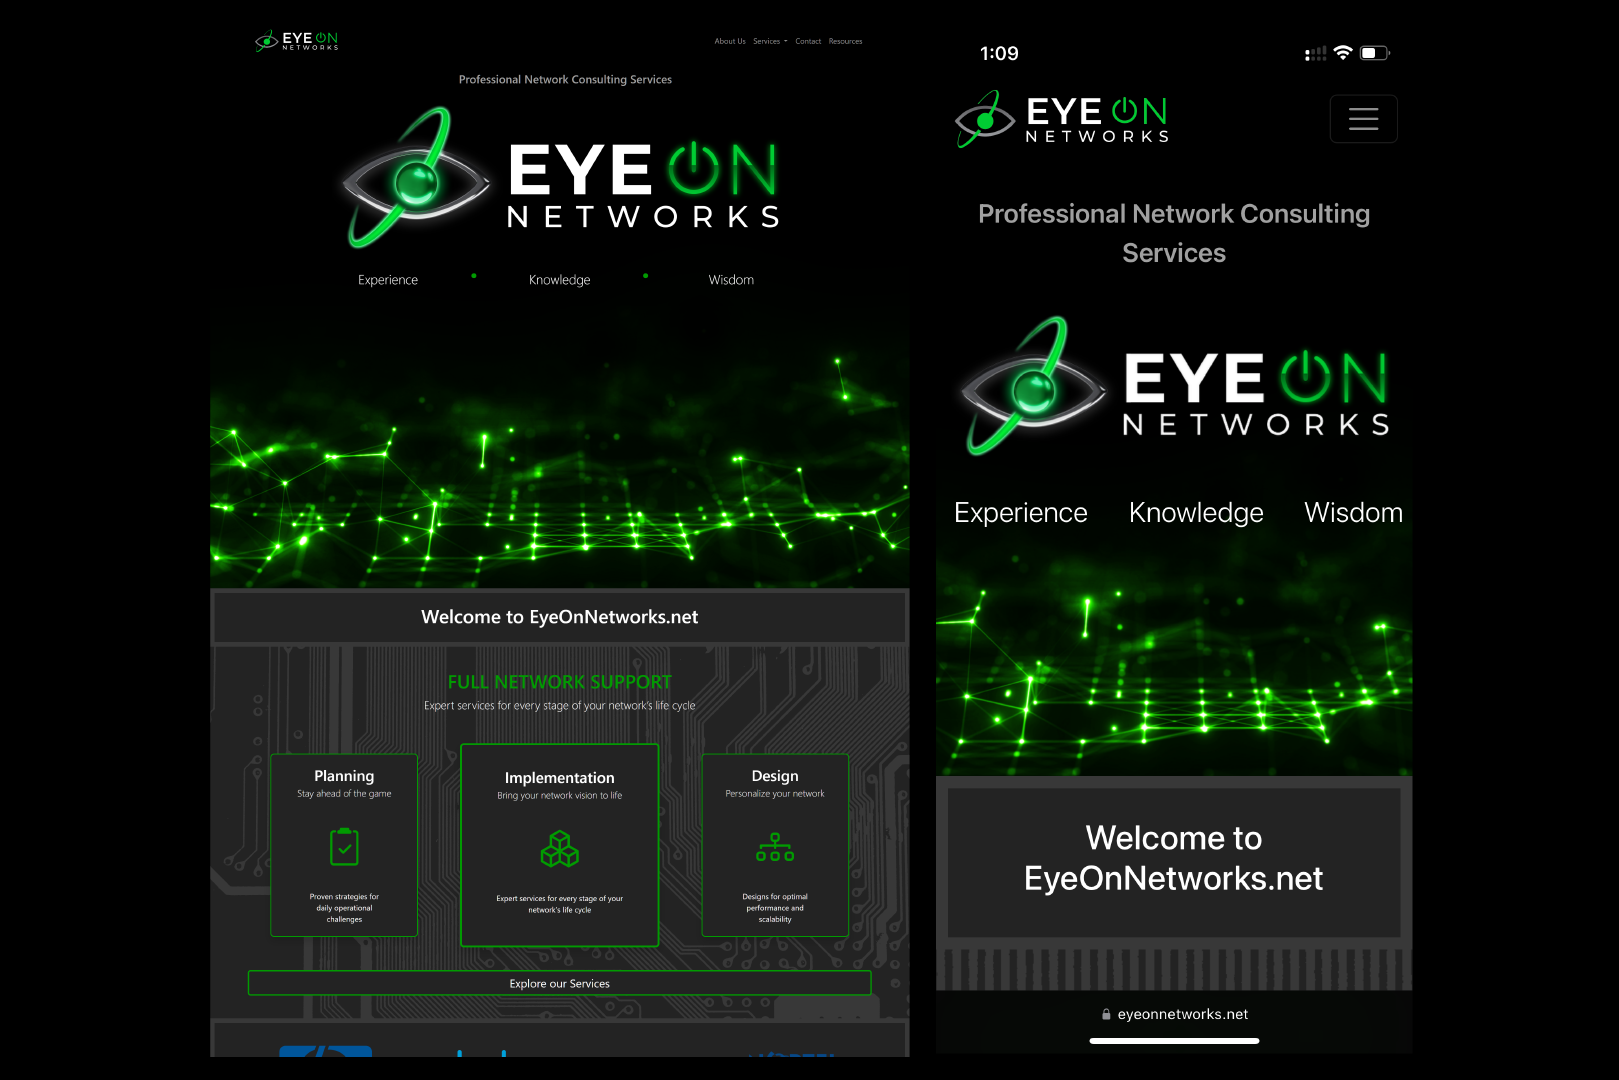 EYE ON
NETWORKS
About Us Services Contact Resources
Professional Network Consulting Services
EYE ON
NETWORKS
Experience • Knowledge • Wisdom
Welcome to EyeOnNetworks.net
FULL NETWORK SUPPORT
Expert services for every stage of your network's life cycle
Planning
Stay ahead of the game
Proven strategies for
daily operational
challenges
Implementation
Bring your network vision to life
Expert services for every stage of your
network's life cycle
Design
Personalize your network
Designs for optimal
performance and
scalability
Explore our Services
1:09
EYE ON
NETWORKS
Professional Network Consulting
Services
EYE ON
NETWORKS
Experience Knowledge Wisdom
Welcome to
EyeOnNetworks.net
eyeonnetworks.net